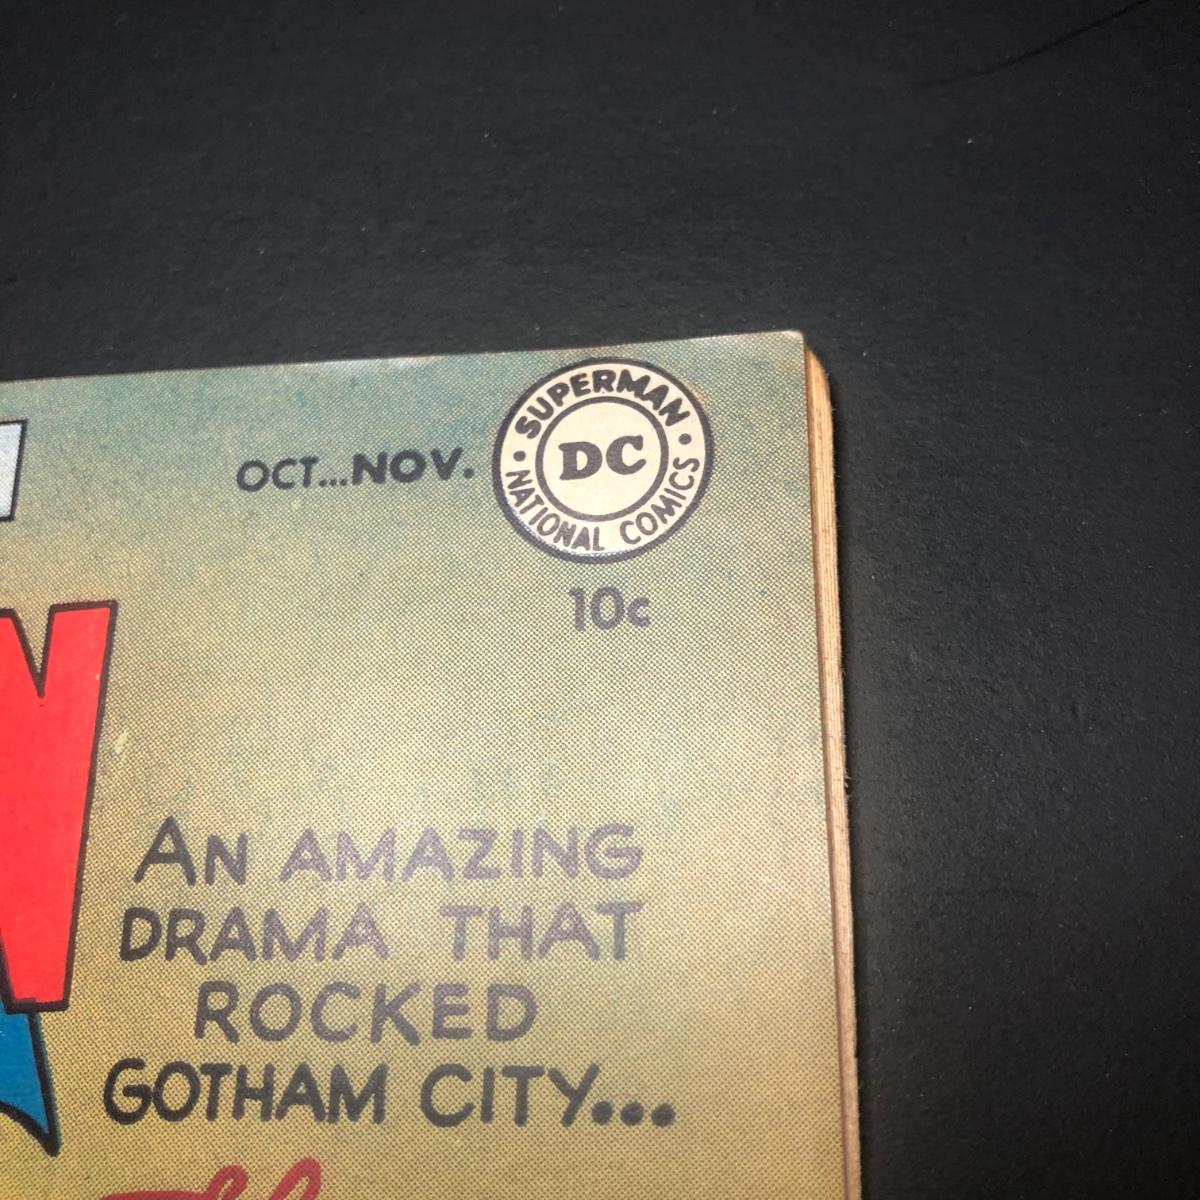 OCT...NOV.
SUPERMAN
DC
NATIONAL COMICS
10c
N
AN AMAZING
DRAMA THAT
ROCKED
GOTHAM CITY...